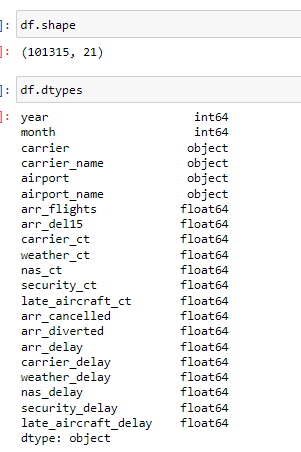 ]: df.shape
]: (101315, 21)
]: df.dtypes
]: year int64
month int64
carrier object
carrier_name object
airport object
airport_name object
arr_flights float64
arr_del15 float64
carrier_ct float64
weather_ct float64
nas_ct float64
security_ct float64
late_aircraft_ct float64
arr_cancelled float64
arr_diverted float64
arr_delay float64
carrier_delay float64
weather_delay float64
nas_delay float64
security_delay float64
late_aircraft_delay float64
dtype: object